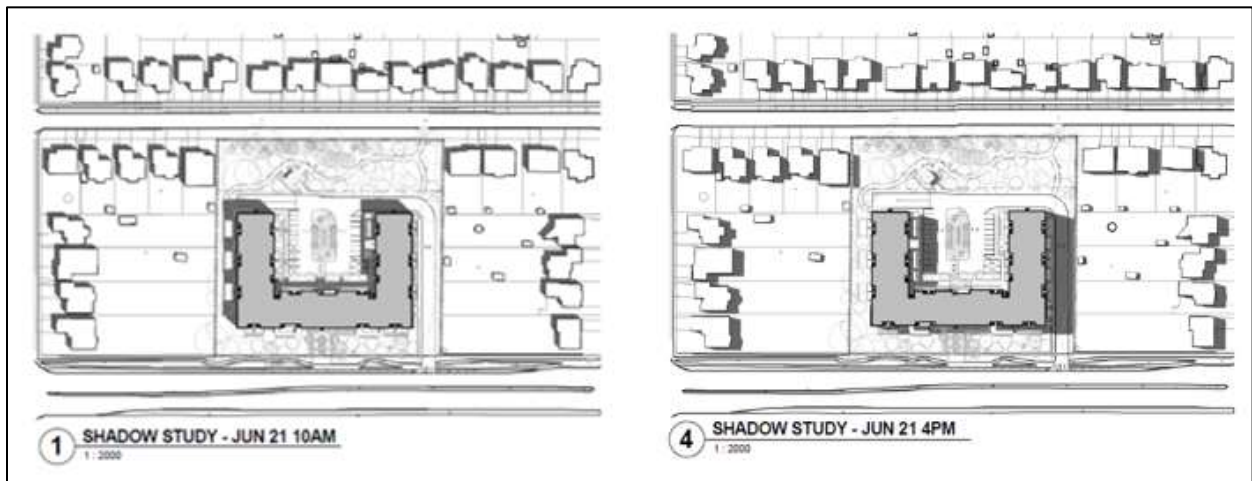 1
SHADOW STUDY - JUN 21 10AM
1 : 2000
4
SHADOW STUDY - JUN 21 4PM
1 : 2000